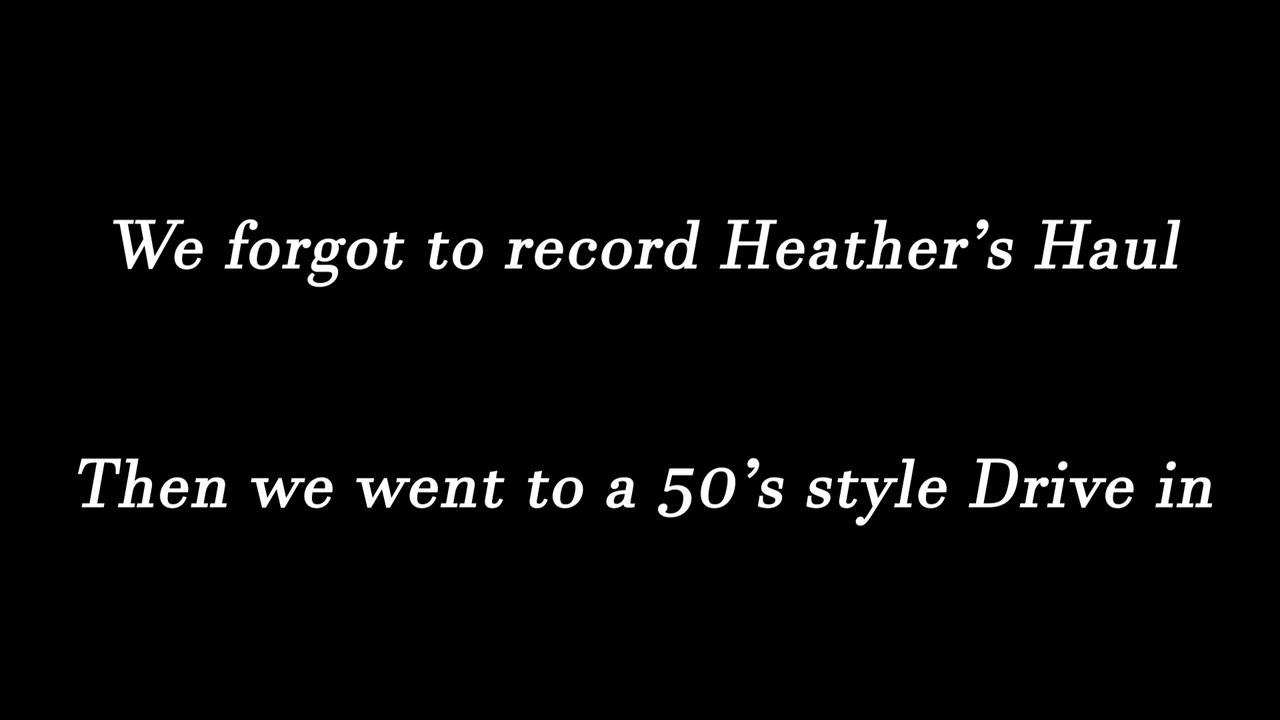 We forgot to record Heather’s Haul
Then we went to a 50’s style Drive in